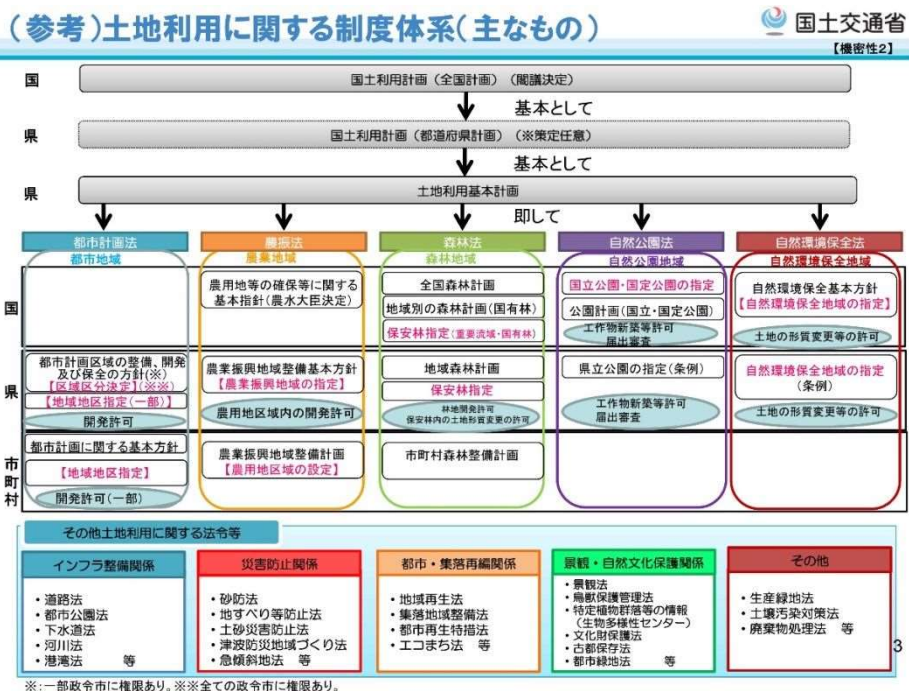 (参考)土地利用に関する制度体系(主なもの)
国土交通省
【機密性2】
国
国土利用計画(全国計画)(閣議決定)
基本として
県
国土利用計画(都道府県計画)(※策定任意)
基本として
県
土地利用基本計画
即して
都市計画法
農振法
森林法
自然公園法
自然環境保全法
都市地域
農業地域
森林地域
自然公園地域
自然環境保全地域
国
農用地等の確保等に関する
基本指針(農水大臣決定)
全国森林計画
地域別の森林計画(国有林)
保安林指定(重要流域・国有林)
国立公園・国定公園の指定
公園計画(国立・国定公園)
工作物新築等許可
届出審査
自然環境保全基本方針
【自然環境保全地域の指定】
土地の形質変更等の許可
県
都市計画区域の整備、開発
及び保全の方針(※)
【区域区分決定】(※※)
【地域地区指定(一部)】
開発許可
農業振興地域整備基本方針
【農業振興地域の指定】
農用地区域内の開発許可
地域森林計画
保安林指定
林地開発許可
保安林内の土地形質変更の許可
県立公園の指定(条例)
工作物新築等許可
届出審査
自然環境保全地域の指定
(条例)
土地の形質変更等の許可
市町村
都市計画に関する基本方針
【地域地区指定】
開発許可(一部)
農業振興地域整備計画
【農用地区域の設定】
市町村森林整備計画
その他土地利用に関する法令等
インフラ整備関係
・道路法
・都市公園法
・下水道法
・河川法
・港湾法 等
災害防止関係
・砂防法
・地すべり等防止法
・土砂災害防止法
・津波防災地域づくり法
・急傾斜地法 等
都市・集落再編関係
・地域再生法
・集落地域整備法
・都市再生特措法
・エコまち法 等
景観・自然文化保護関係
・景観法
・鳥獣保護管理法
・特定植物群落等の情報
(生物多様性センター)
・文化財保護法
・古都保存法
・都市緑地法 等
その他
・生産緑地法
・土壌汚染対策法
・廃棄物処理法 等
3
※:一部政令市に権限あり。※※全ての政令市に権限あり。